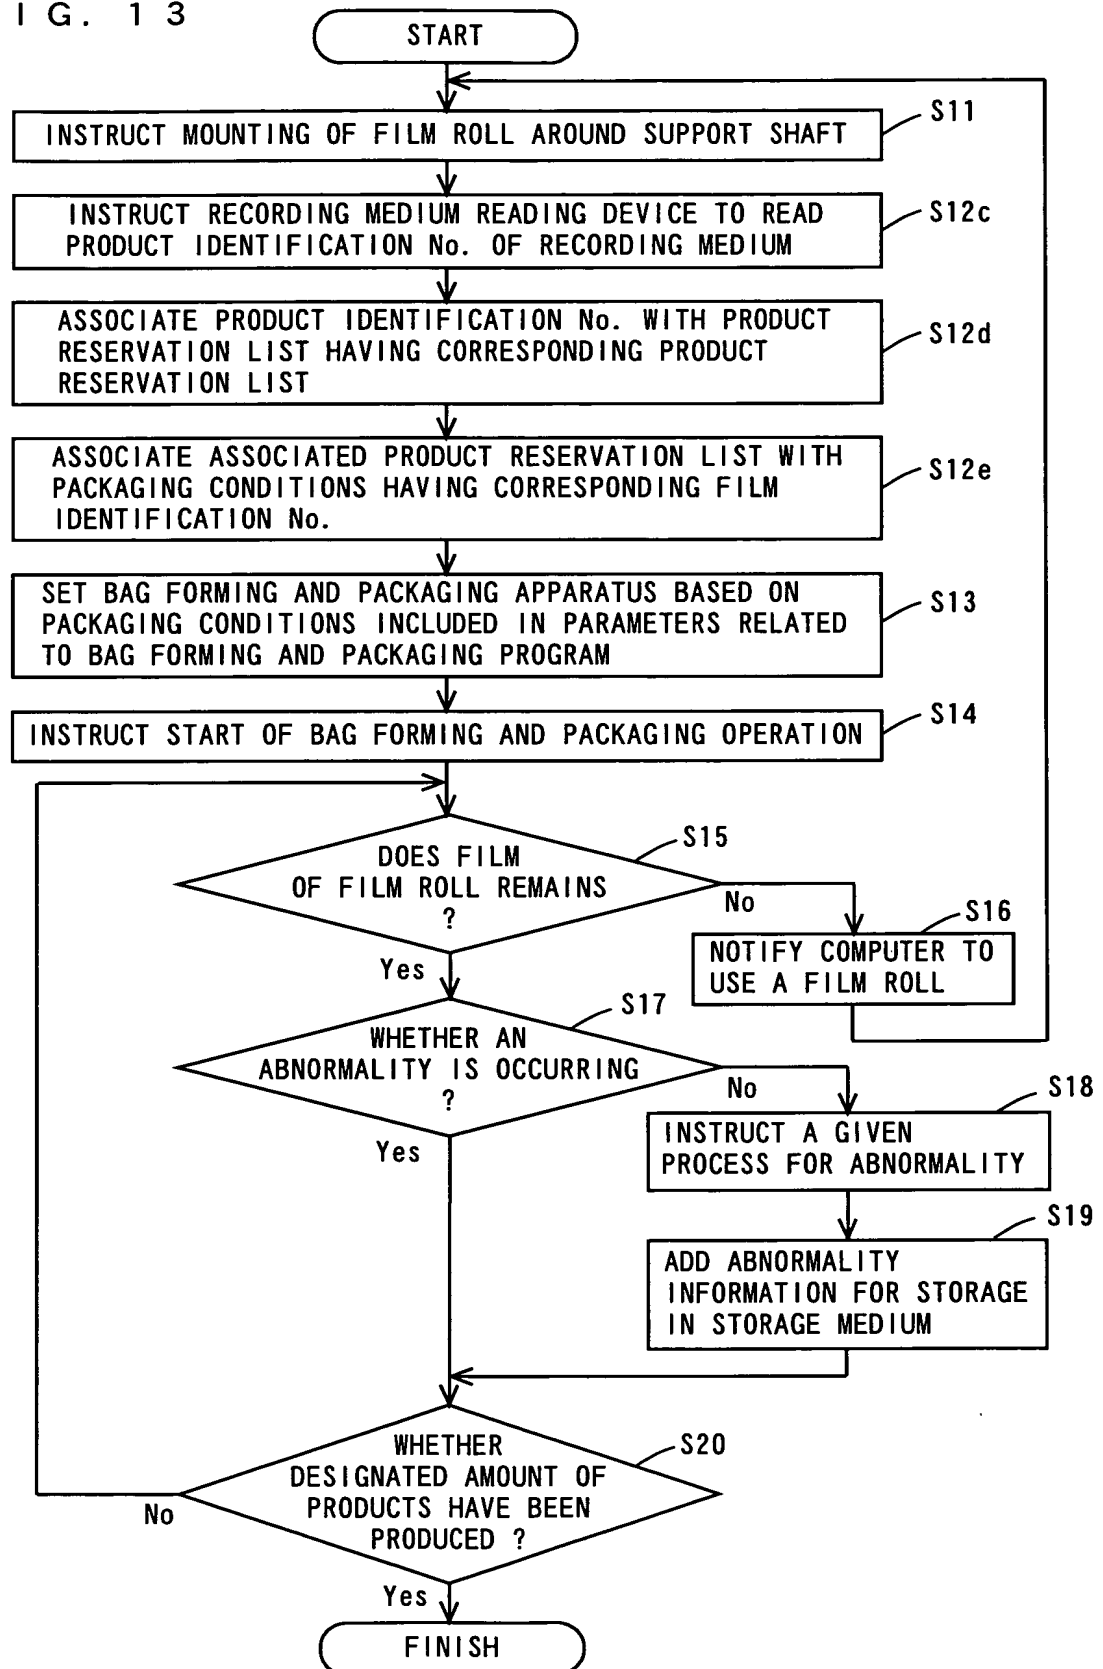 I G. 13
START
INSTRUCT MOUNTING OF FILM ROLL AROUND SUPPORT SHAFT
S11
INSTRUCT RECORDING MEDIUM READING DEVICE TO READ
PRODUCT IDENTIFICATION No. OF RECORDING MEDIUM
S12c
ASSOCIATE PRODUCT IDENTIFICATION No. WITH PRODUCT
RESERVATION LIST HAVING CORRESPONDING PRODUCT
RESERVATION LIST
S12d
ASSOCIATE ASSOCIATED PRODUCT RESERVATION LIST WITH
PACKAGING CONDITIONS HAVING CORRESPONDING FILM
IDENTIFICATION No.
S12e
SET BAG FORMING AND PACKAGING APPARATUS BASED ON
PACKAGING CONDITIONS INCLUDED IN PARAMETERS RELATED
TO BAG FORMING AND PACKAGING PROGRAM
S13
INSTRUCT START OF BAG FORMING AND PACKAGING OPERATION
S14
DOES FILM
OF FILM ROLL REMAINS
?
S15
No
Yes
S16
NOTIFY COMPUTER TO
USE A FILM ROLL
WHETHER AN
ABNORMALITY IS OCCURRING
?
S17
No
Yes
S18
INSTRUCT A GIVEN
PROCESS FOR ABNORMALITY
S19
ADD ABNORMALITY
INFORMATION FOR STORAGE
IN STORAGE MEDIUM
WHETHER
DESIGNATED AMOUNT OF
PRODUCTS HAVE BEEN
PRODUCED ?
S20
No
Yes
FINISH